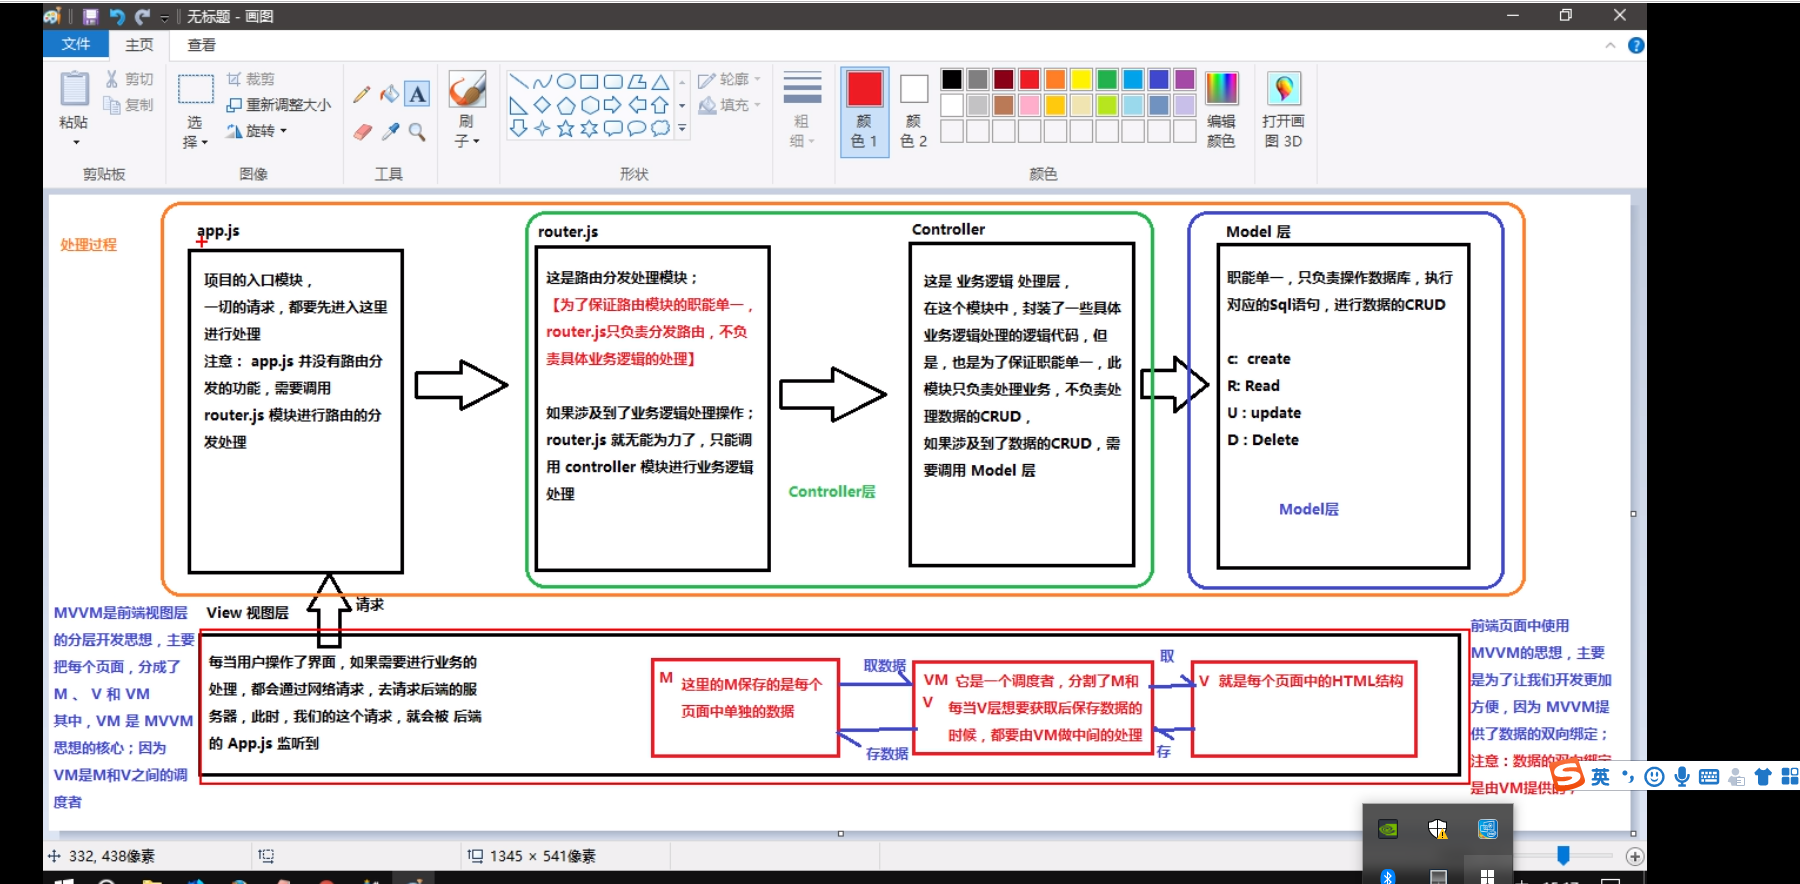 无标题 - 画图
文件
主页
查看
粘贴
剪切
复制
剪贴板
选
择
裁剪
重新调整大小
旋转
图像
A
工具
刷
子
形状
轮廓
填充
粗
细
颜
色 1
颜
色 2
颜色
编辑
颜色
打开画
图 3D
处理过程
app.js
项目的入口模块，
一切的请求，都要先进入这里
进行处理
注意： app.js 并没有路由分
发的功能，需要调用
router.js 模块进行路由的分
发处理
router.js
这是路由分发处理模块；
【为了保证路由模块的职能单一，
router.js只负责分发路由，不负
责具体业务逻辑的处理】
如果涉及到了业务逻辑处理操作；
router.js 就无能为力了，只能调
用 controller 模块进行业务逻辑
处理
Controller层
Controller
这是 业务逻辑 处理层，
在这个模块中，封装了一些具体
业务逻辑处理的逻辑代码，但
是，也是为了保证职能单一，此
模块只负责处理业务，不负责处
理数据的CRUD，
如果涉及到了数据的CRUD，需
要调用 Model 层
Model 层
职能单一，只负责操作数据库，执行
对应的Sql语句，进行数据的CRUD
c: create
R: Read
U : update
D : Delete
Model层
请求
View 视图层
MVVM是前端视图层
的分层开发思想，主要
把每个页面，分成了
M 、 V 和 VM
其中，VM 是 MVVM
思想的核心；因为
VM是M和V之间的调
度者
每当用户操作了界面，如果需要进行业务的
处理，都会通过网络请求，去请求后端的服
务器，此时，我们的这个请求，就会被 后端
的 App.js 监听到
M 这里的M保存的是每个
页面中单独的数据
取数据
存数据
VM 它是一个调度者，分割了M和
V 每当V层想要获取后保存数据的
时候，都要由VM做中间的处理
取
存
V 就是每个页面中的HTML结构
前端页面中使用
MVVM的思想，主要
是为了让我们开发更加
方便，因为 MVVM提
供了数据的双向绑定；
注意：数据的双向绑定
是由VM提供的
英
332, 438像素
1345 × 541像素